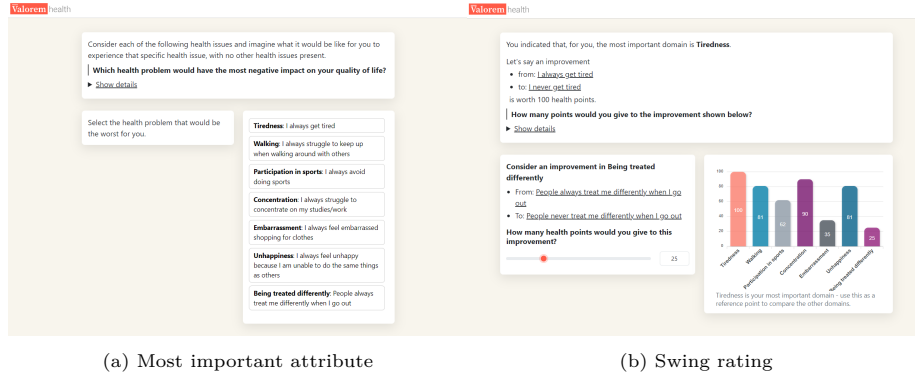 Valorem health
Consider each of the following health issues and imagine what it would be like for you to
experience that specific health issue, with no other health issues present.
Which health problem would have the most negative impact on your quality of life?
▶ Show details
Select the health problem that would be
the worst for you.
Tiredness: I always get tired
Walking: I always struggle to keep up
when walking around with others
Participation in sports: I always avoid
doing sports
Concentration: I always struggle to
concentrate on my studies/work
Embarrassment: I always feel embarrassed
shopping for clothes
Unhappiness: I always feel unhappy
because I am unable to do the same things
as others
Being treated differently: People always
treat me differently when I go out
(a) Most important attribute
Valorem health
You indicated that, for you, the most important domain is Tiredness.
Let's say an improvement
• from: I always get tired
• to: I never get tired
is worth 100 health points.
How many points would you give to the improvement shown below?
▶ Show details
Consider an improvement in Being treated
differently
• From: People always treat me differently when I go
out
• To: People never treat me differently when I go out
How many health points would you give to this
improvement?
25
100
80
60
40
20
0
100
81
62
90
35
81
25
Tiredness
Walking
Participation in sports
Concentration
Embarrassment
Unhappiness
Being treated differently
Tiredness is your most important domain - use this as a
reference point to compare the other domains.
(b) Swing rating